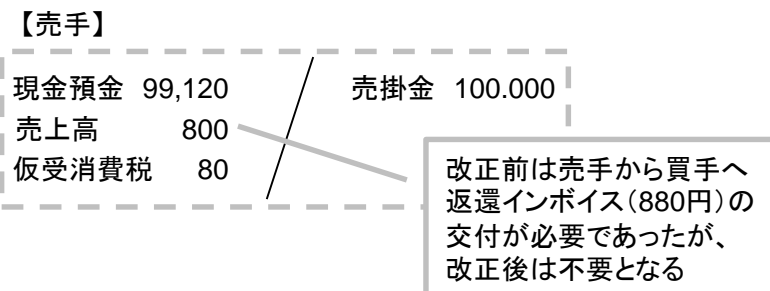 【売手】
現金預金 99,120 売掛金 100.000
売上高 800
仮受消費税 80
改正前は売手から買手へ
返還インボイス(880円)の
交付が必要であったが、
改正後は不要となる